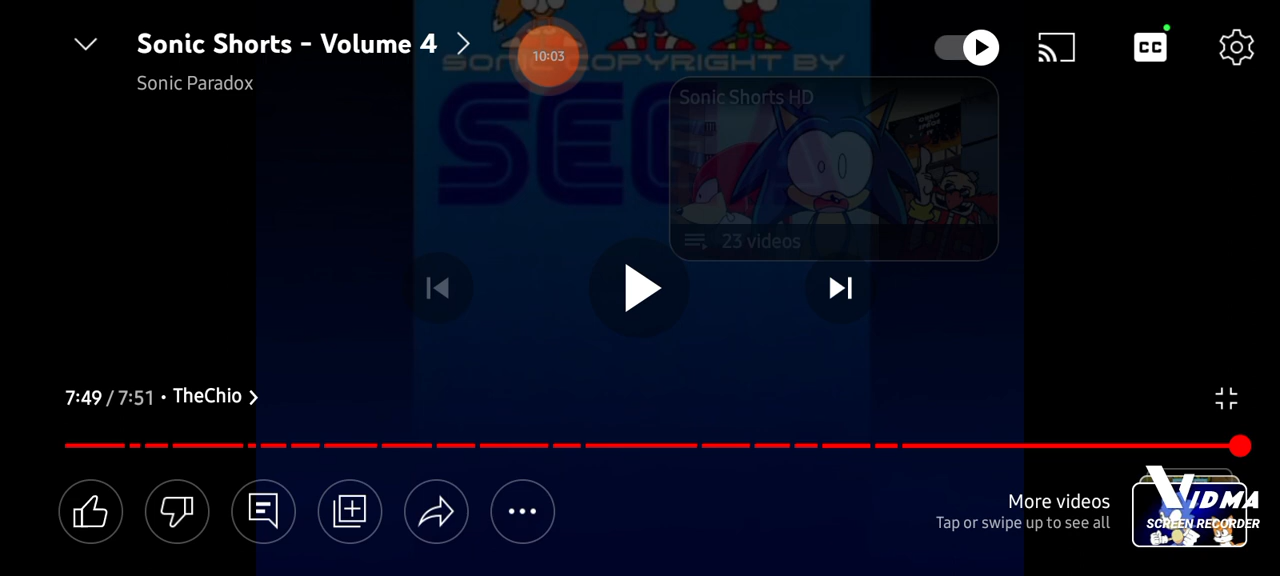 Sonic Shorts - Volume 4
Sonic Paradox
10:03
CC
SONIC COPYRIGHT BY
SEG
Sonic Shorts HD
23 videos
7:49 / 7:51 • TheChio
More videos
Tap or swipe up to see all
VIDMA
SCREEN RECORDER